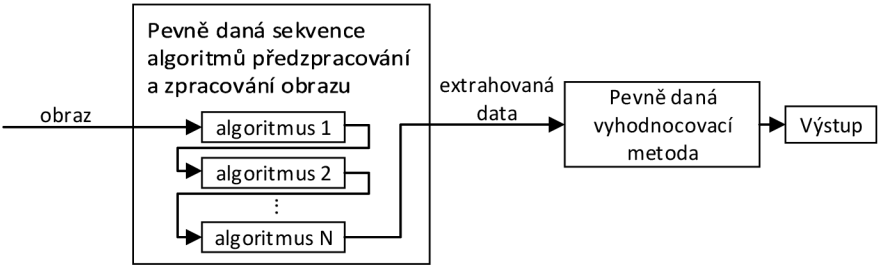 Pevně daná sekvence
algoritmů předzpracování
a zpracování obrazu
obraz
algoritmus 1
algoritmus 2
⋮
algoritmus N
extrahovaná
data
Pevně daná
vyhodnocovací
metoda
Výstup